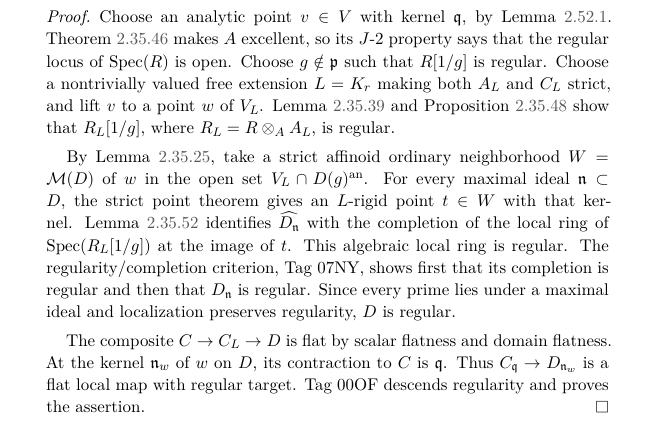 Proof. Choose an analytic point v ∈ V with kernel 𝔮, by Lemma 2.52.1.
Theorem 2.35.46 makes A excellent, so its J-2 property says that the regular
locus of Spec(R) is open. Choose g ∉ 𝔭 such that R[1/g] is regular. Choose
a nontrivially valued free extension L = K_r making both A_L and C_L strict,
and lift v to a point w of V_L. Lemma 2.35.39 and Proposition 2.35.48 show
that R_L[1/g], where R_L = R ⊗_A A_L, is regular.
By Lemma 2.35.25, take a strict affinoid ordinary neighborhood W =
ℳ(D) of w in the open set V_L ∩ D(g)^an. For every maximal ideal 𝔫 ⊂
D, the strict point theorem gives an L-rigid point t ∈ W with that ker-
nel. Lemma 2.35.52 identifies \widehat{D_𝔫} with the completion of the local ring of
Spec(R_L[1/g]) at the image of t. This algebraic local ring is regular. The
regularity/completion criterion, Tag 07NY, shows first that its completion is
regular and then that D_𝔫 is regular. Since every prime lies under a maximal
ideal and localization preserves regularity, D is regular.
The composite C → C_L → D is flat by scalar flatness and domain flatness.
At the kernel 𝔫_w of w on D, its contraction to C is 𝔮. Thus C_𝔮 → D_{𝔫_w} is a
flat local map with regular target. Tag 00OF descends regularity and proves
the assertion. □